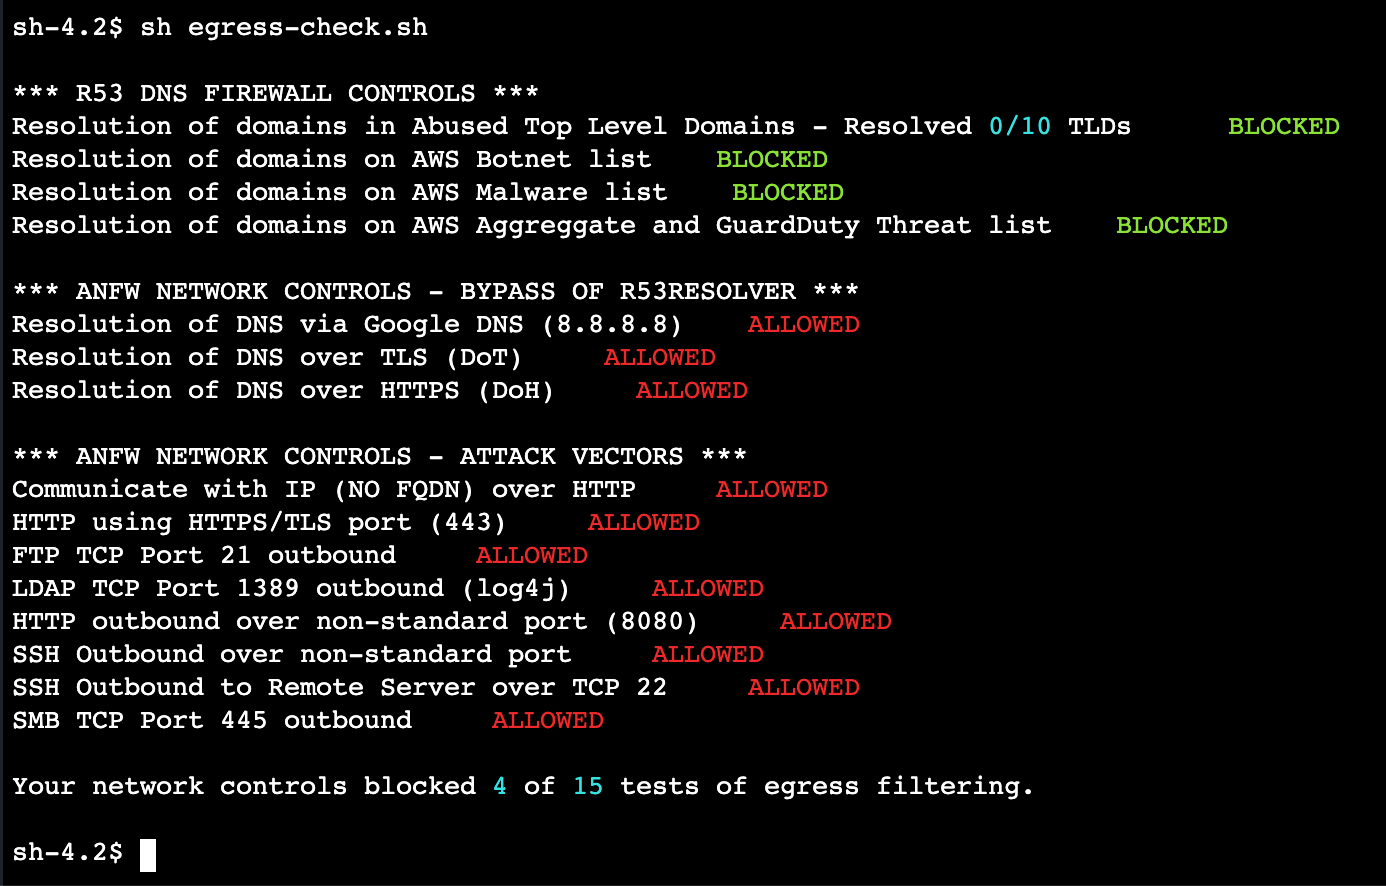 sh-4.2$ sh egress-check.sh
*** R53 DNS FIREWALL CONTROLS ***
Resolution of domains in Abused Top Level Domains - Resolved 0/10 TLDs BLOCKED
Resolution of domains on AWS Botnet list BLOCKED
Resolution of domains on AWS Malware list BLOCKED
Resolution of domains on AWS Aggreggate and GuardDuty Threat list BLOCKED
*** ANFW NETWORK CONTROLS - BYPASS OF R53RESOLVER ***
Resolution of DNS via Google DNS (8.8.8.8) ALLOWED
Resolution of DNS over TLS (DoT) ALLOWED
Resolution of DNS over HTTPS (DoH) ALLOWED
*** ANFW NETWORK CONTROLS - ATTACK VECTORS ***
Communicate with IP (NO FQDN) over HTTP ALLOWED
HTTP using HTTPS/TLS port (443) ALLOWED
FTP TCP Port 21 outbound ALLOWED
LDAP TCP Port 1389 outbound (log4j) ALLOWED
HTTP outbound over non-standard port (8080) ALLOWED
SSH Outbound over non-standard port ALLOWED
SSH Outbound to Remote Server over TCP 22 ALLOWED
SMB TCP Port 445 outbound ALLOWED
Your network controls blocked 4 of 15 tests of egress filtering.
sh-4.2$